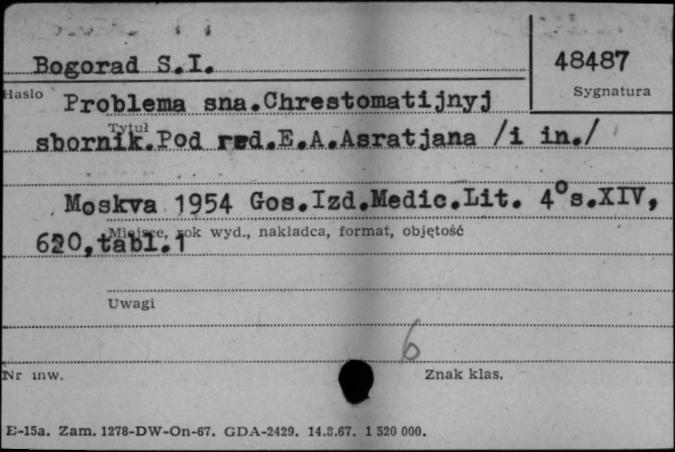 Bogorad S.I.
48487
Hasło
Sygnatura
Problema sna.Chrestomatijnyj
Tytuł
sbornik.Pod red.E.A.Asratjana /i in./
Moskva 1954 Gos.Izd.Medic.Lit. 4°s.XIV,
Miejsce, rok wyd., nakładca, format, objętość
620,tabl.1
Uwagi
6
Nr inw.
Znak klas.
E-15a. Zam. 1278-DW-On-67. GDA-2429. 14.8.67. 1 520 000.